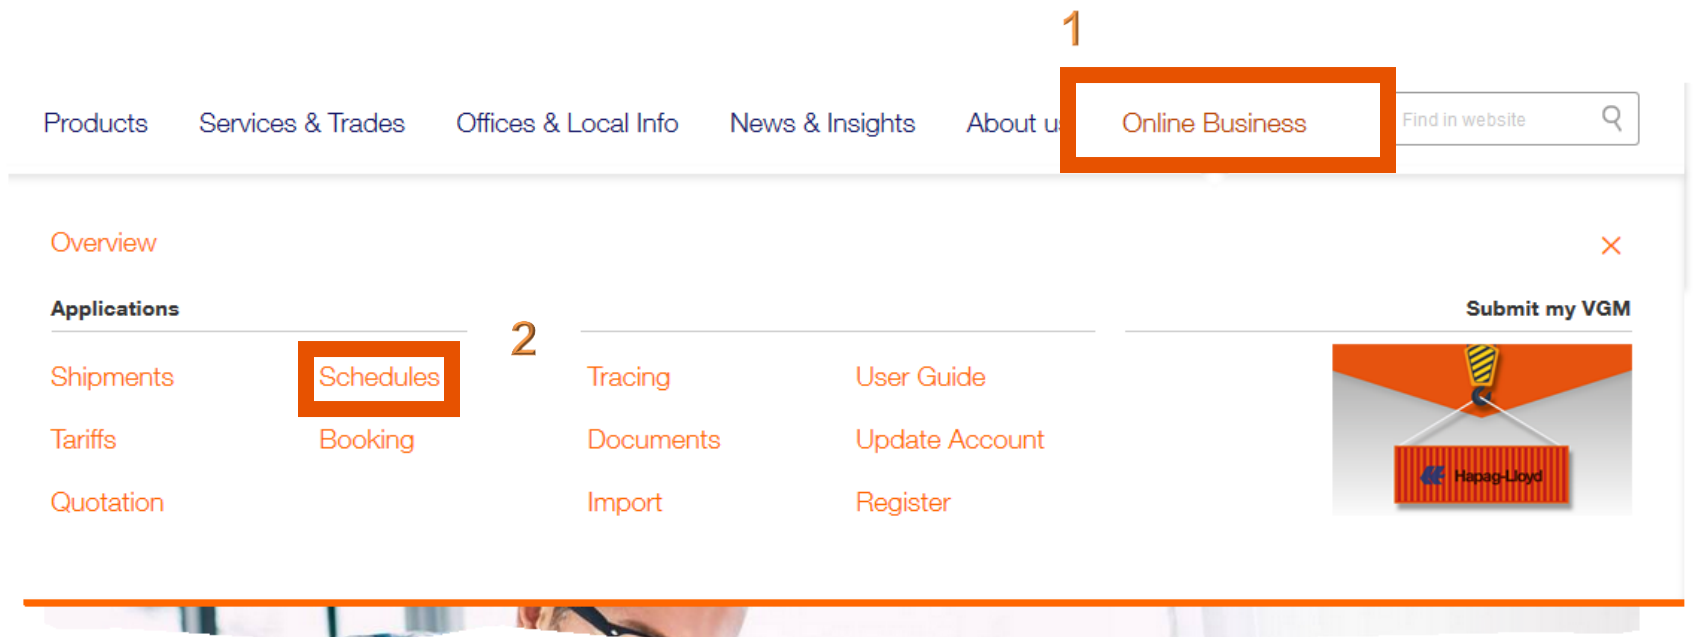 1
Products Services & Trades Offices & Local Info News & Insights About u Online Business Find in website
Overview
Applications Submit my VGM
2
Shipments Schedules Tracing User Guide
Tariffs Booking Documents Update Account
Hapag-Lloyd
Quotation Import Register